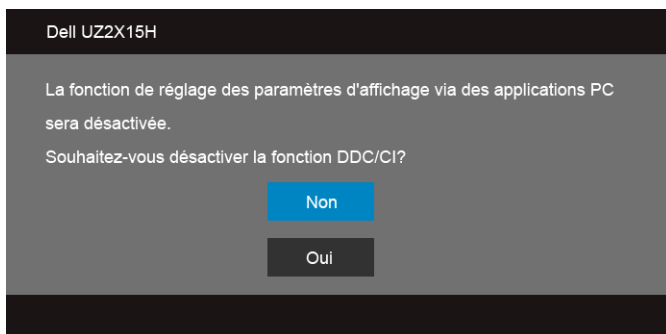 Dell UZ2X15H
La fonction de réglage des paramètres d'affichage via des applications PC
sera désactivée.
Souhaitez-vous désactiver la fonction DDC/CI?
Non
Oui